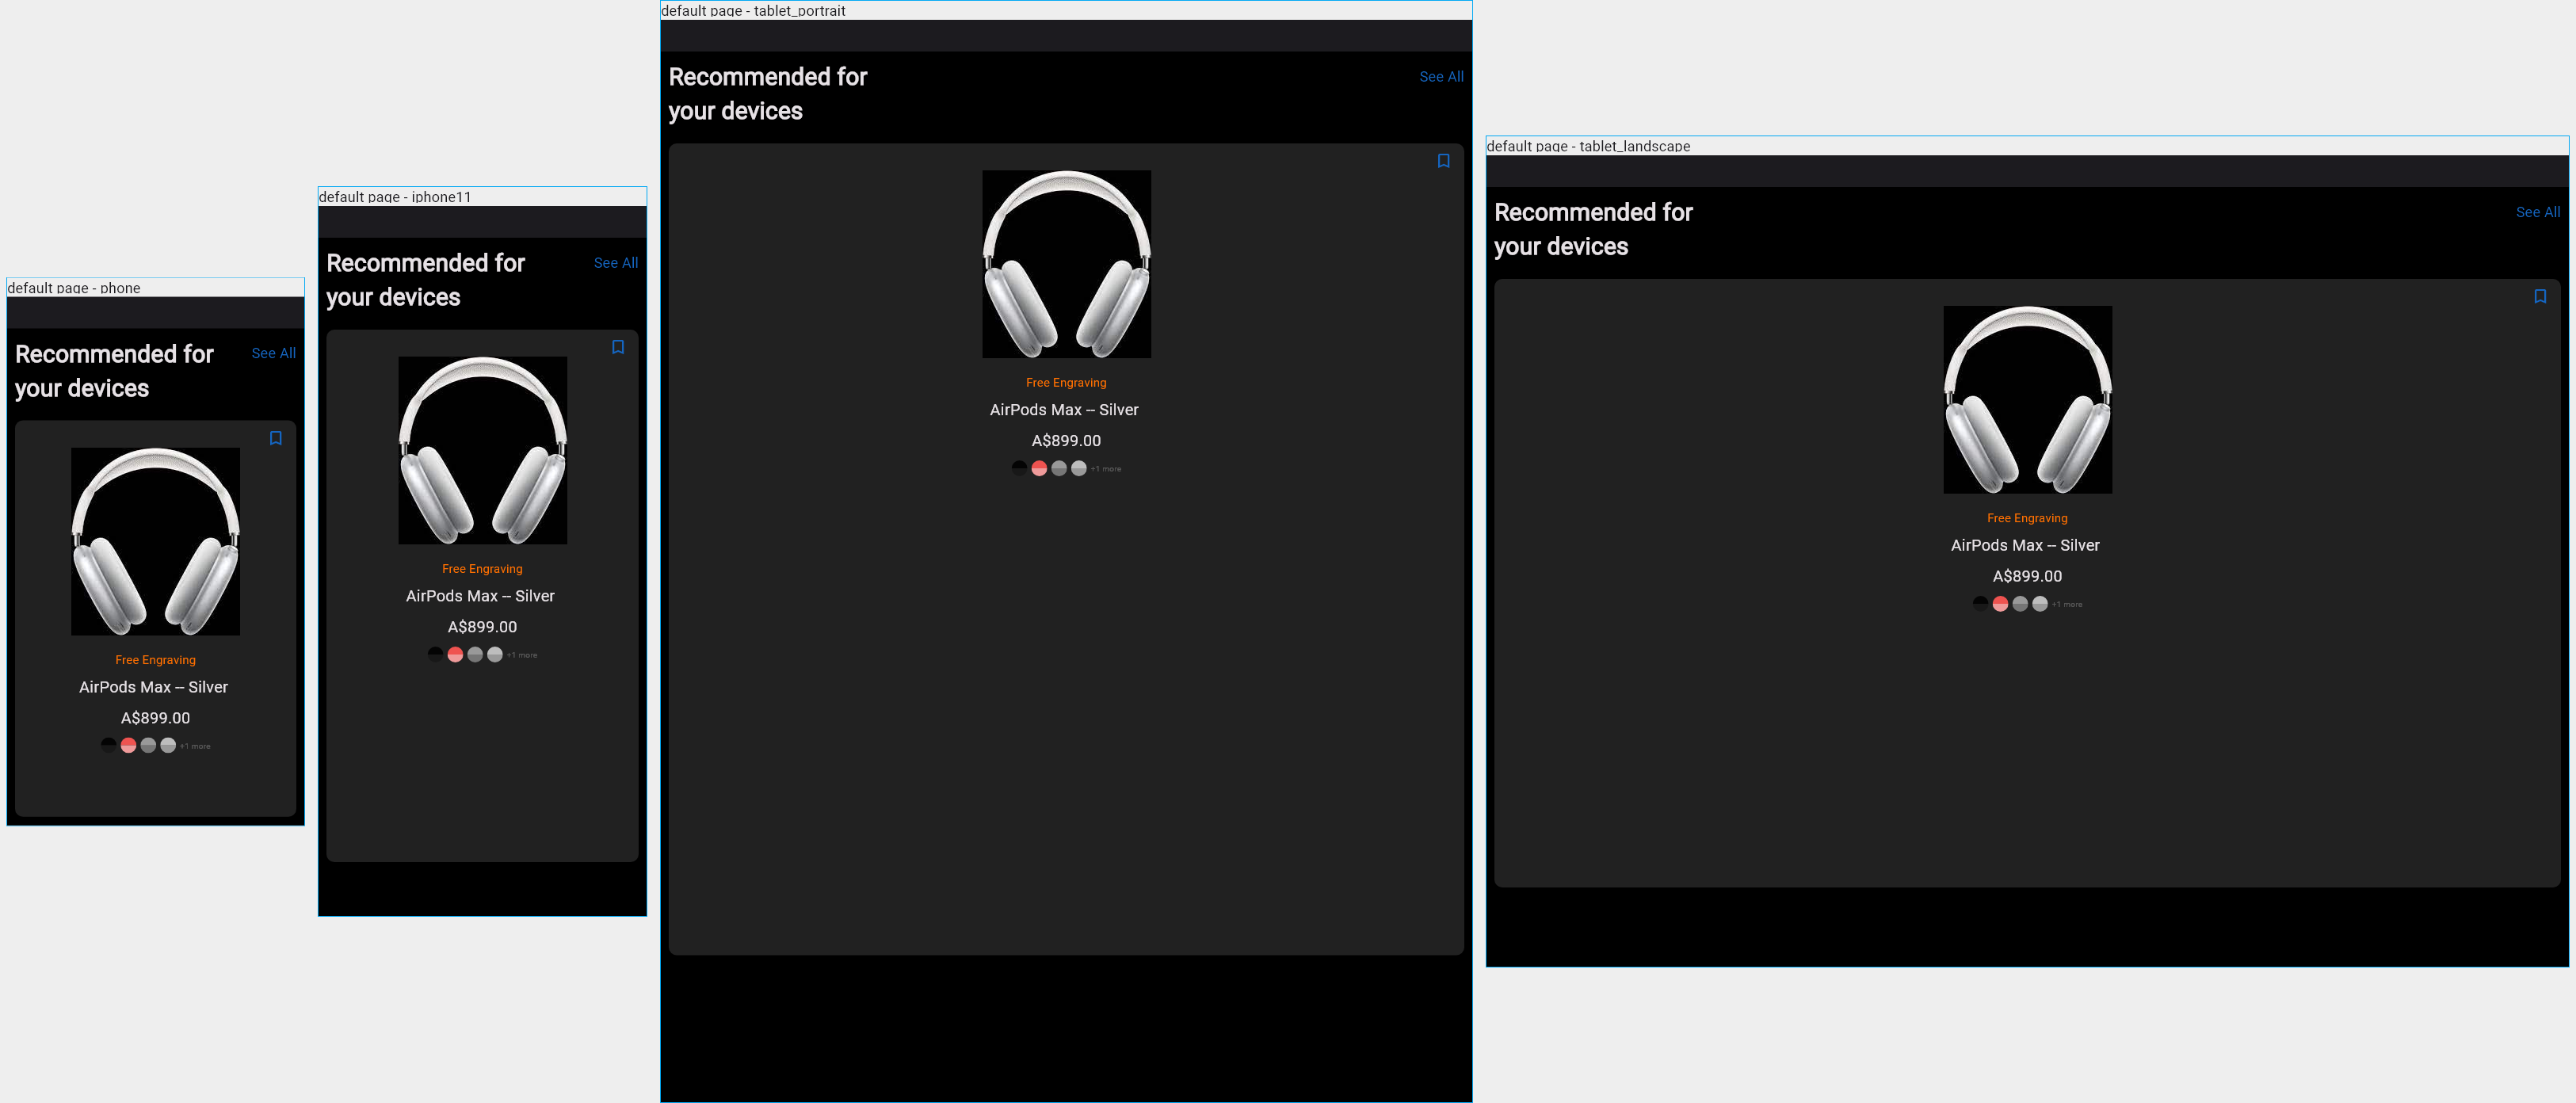 default page - phone
Recommended for
your devices
See All
Free Engraving
AirPods Max -- Silver
A$899.00
+1 more
default page - iphone11
Recommended for
your devices
See All
Free Engraving
AirPods Max -- Silver
A$899.00
+1 more
default page - tablet_portrait
Recommended for
your devices
See All
Free Engraving
AirPods Max -- Silver
A$899.00
+1 more
default page - tablet_landscape
Recommended for
your devices
See All
Free Engraving
AirPods Max -- Silver
A$899.00
+1 more